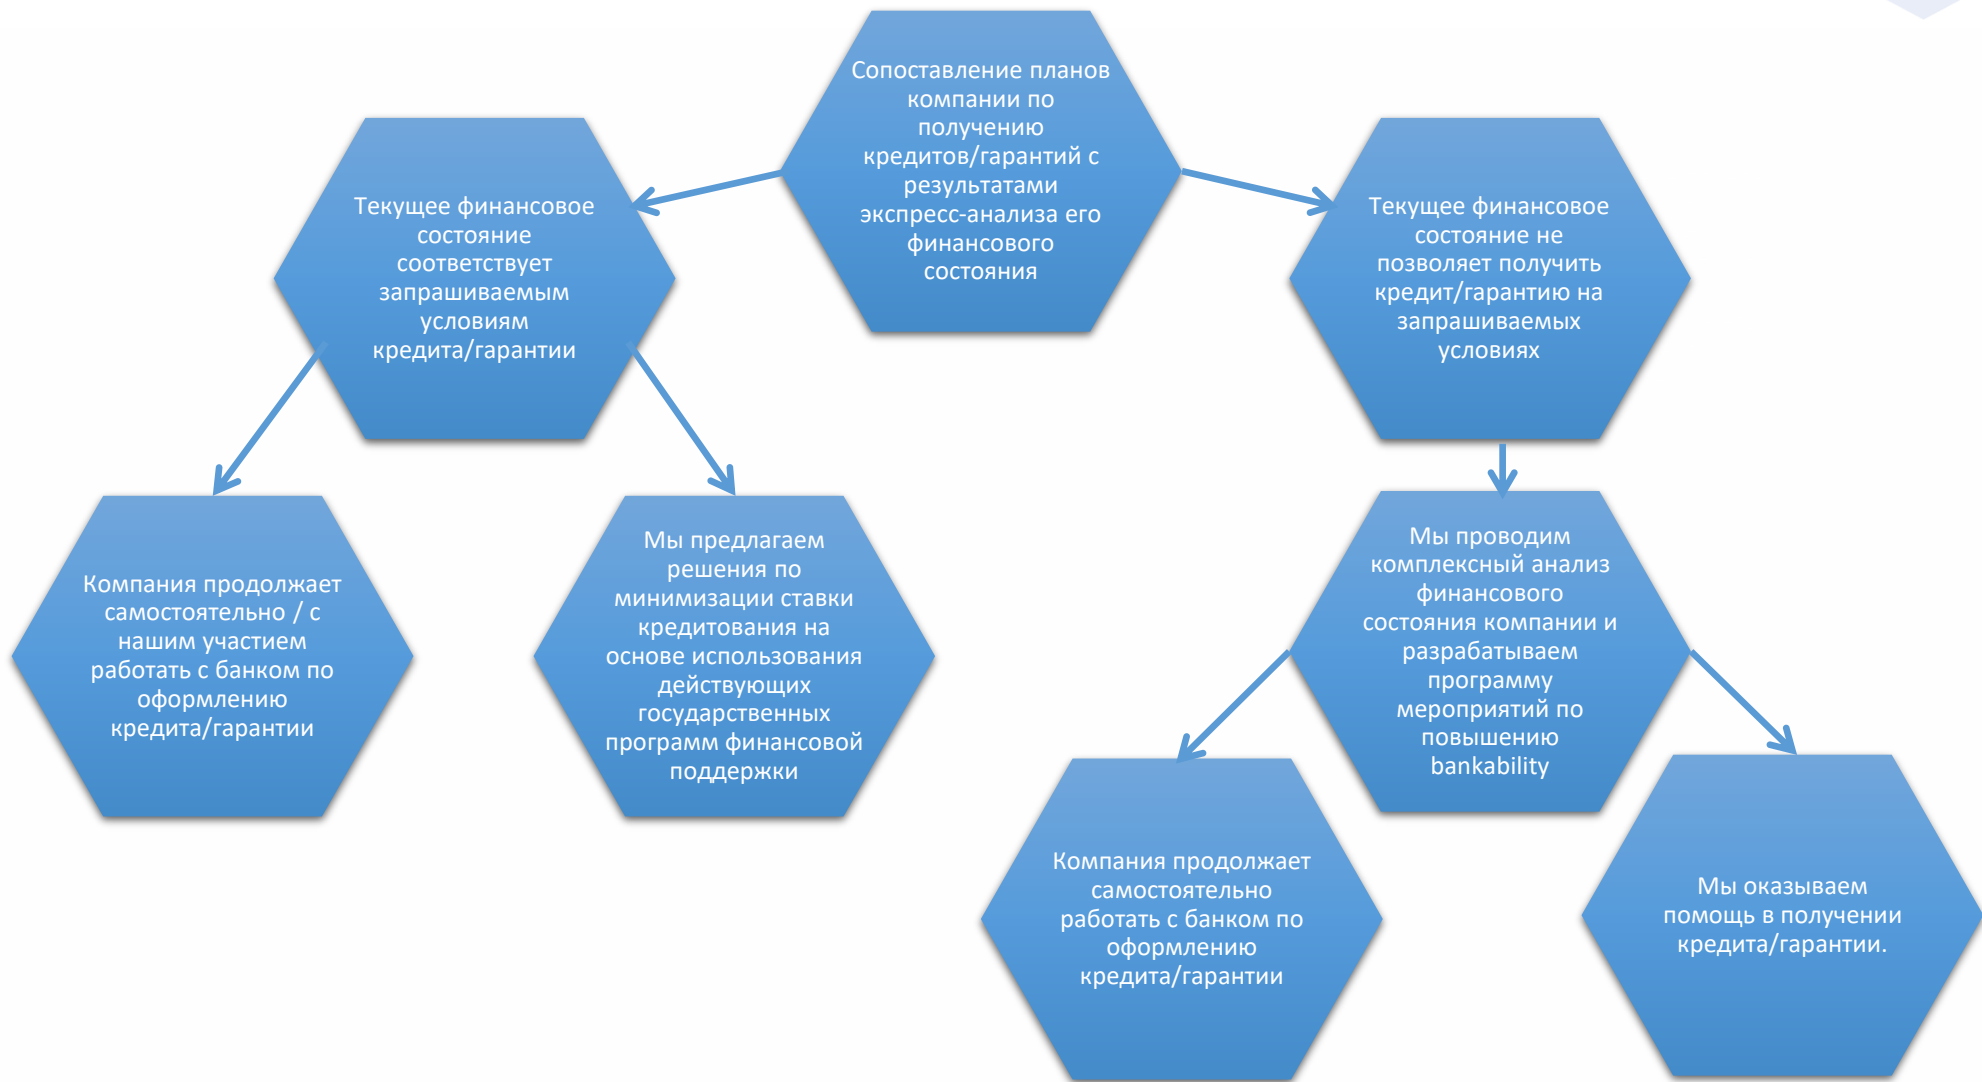 Сопоставление планов
компании по
получению
кредитов/гарантий с
результатами
экспресс-анализа его
финансового
состояния
Текущее финансовое
состояние
соответствует
запрашиваемым
условиям
кредита/гарантии
Текущее финансовое
состояние не
позволяет получить
кредит/гарантию на
запрашиваемых
условиях
Компания продолжает
самостоятельно / с
нашим участием
работать с банком по
оформлению
кредита/гарантии
Мы предлагаем
решения по
минимизации ставки
кредитования на
основе использования
действующих
государственных
программ финансовой
поддержки
Мы проводим
комплексный анализ
финансового
состояния компании и
разрабатываем
программу
мероприятий по
повышению
bankability
Компания продолжает
самостоятельно
работать с банком по
оформлению
кредита/гарантии
Мы оказываем
помощь в получении
кредита/гарантии.